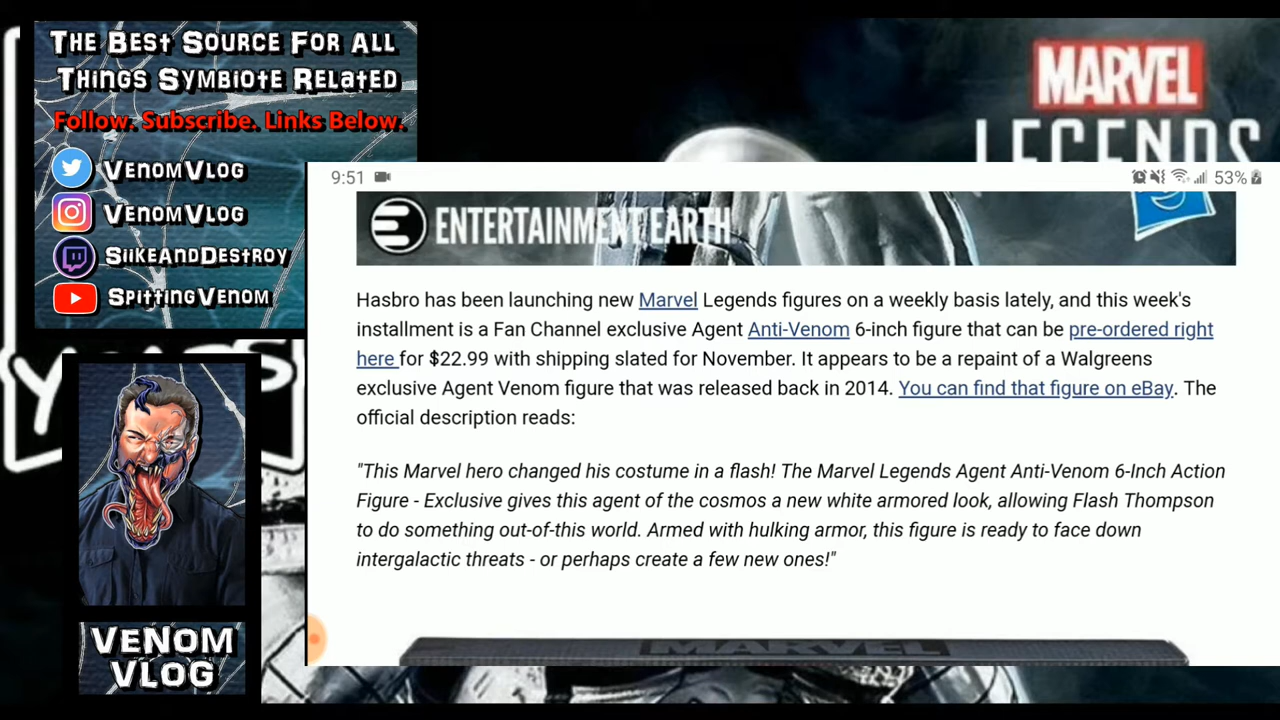 The Best Source For All
Things Symbiote Related
Follow. Subscribe. Links Below.
VenomVlog
VenomVlog
SiikeAndDestroy
SpittingVenom
VENOM
VLOG
MARVEL
LEGENDS
9:51
53%
ENTERTAINMENT EARTH
Hasbro has been launching new Marvel Legends figures on a weekly basis lately, and this week's
installment is a Fan Channel exclusive Agent Anti-Venom 6-inch figure that can be pre-ordered right
here for $22.99 with shipping slated for November. It appears to be a repaint of a Walgreens
exclusive Agent Venom figure that was released back in 2014. You can find that figure on eBay. The
official description reads:
"This Marvel hero changed his costume in a flash! The Marvel Legends Agent Anti-Venom 6-Inch Action
Figure - Exclusive gives this agent of the cosmos a new white armored look, allowing Flash Thompson
to do something out-of-this world. Armed with hulking armor, this figure is ready to face down
intergalactic threats - or perhaps create a few new ones!"
MARVEL